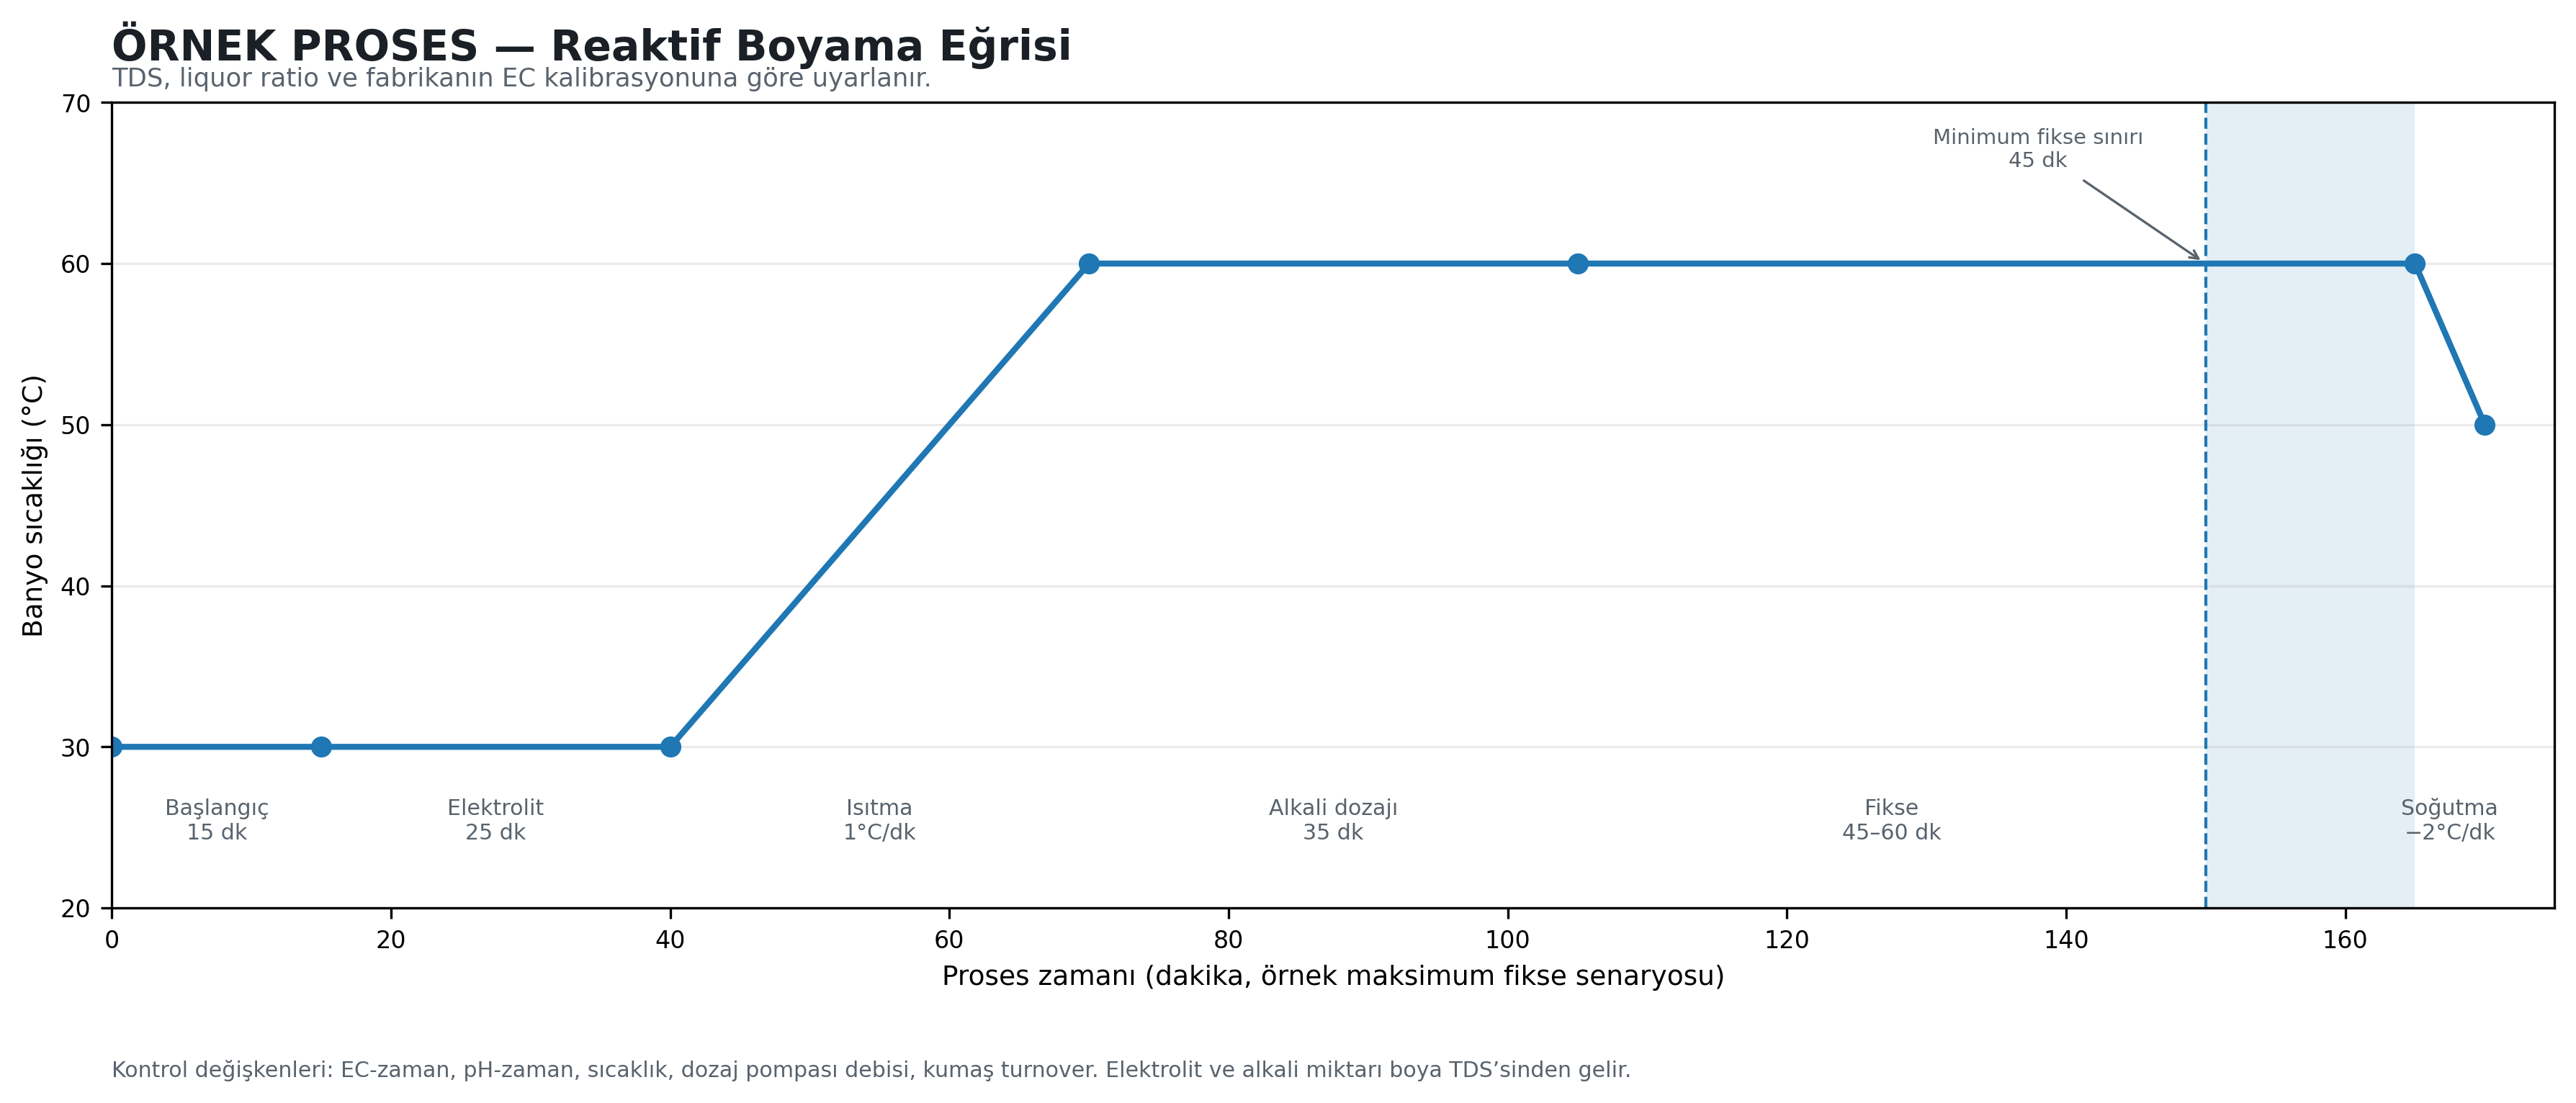 ÖRNEK PROSES — Reaktif Boyama Eğrisi
TDS, liquor ratio ve fabrikanın EC kalibrasyonuna göre uyarlanır.
Banyo sıcaklığı (°C)
70
60
50
40
30
20
Minimum fikse sınırı
45 dk
Başlangıç
15 dk
Elektrolit
25 dk
Isıtma
1°C/dk
Alkali dozajı
35 dk
Fikse
45–60 dk
Soğutma
−2°C/dk
0
20
40
60
80
100
120
140
160
Proses zamanı (dakika, örnek maksimum fikse senaryosu)
Kontrol değişkenleri: EC-zaman, pH-zaman, sıcaklık, dozaj pompası debisi, kumaş turnover. Elektrolit ve alkali miktarı boya TDS’sinden gelir.